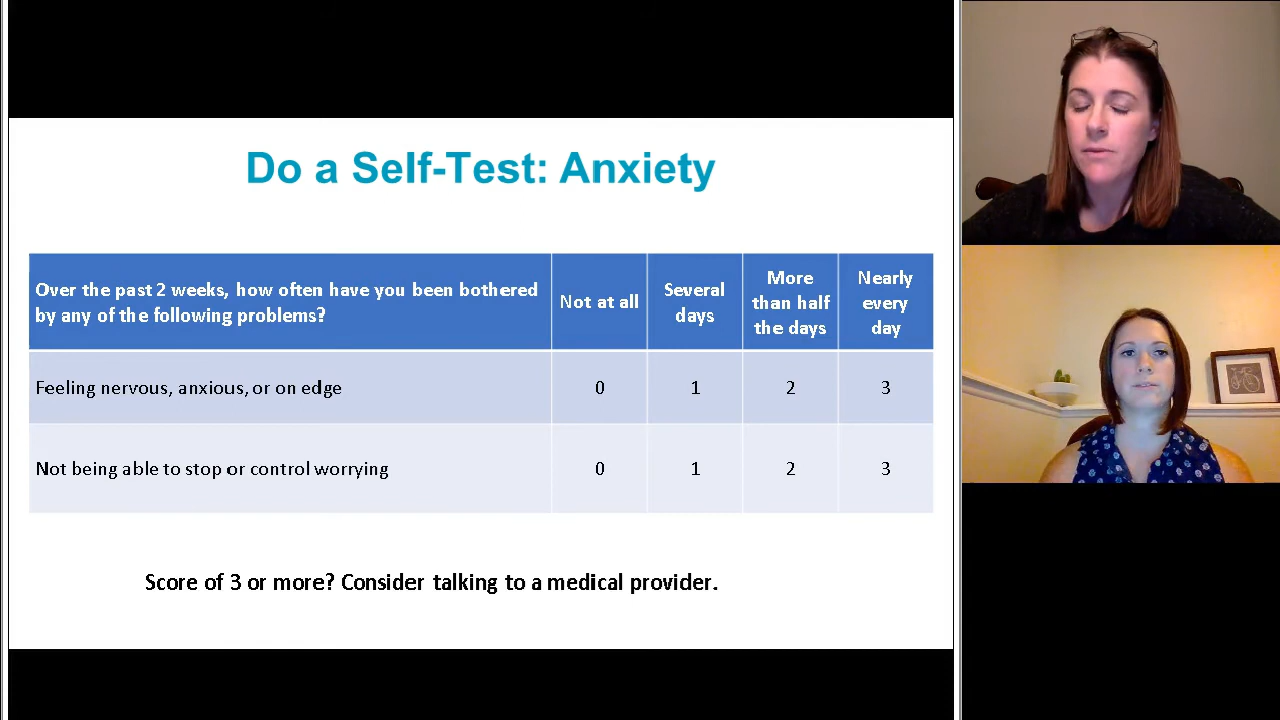 Do a Self-Test: Anxiety
Over the past 2 weeks, how often have you been bothered
by any of the following problems?
Not at all
Several
days
More
than half
the days
Nearly
every
day
Feeling nervous, anxious, or on edge
0
1
2
3
Not being able to stop or control worrying
0
1
2
3
Score of 3 or more? Consider talking to a medical provider.